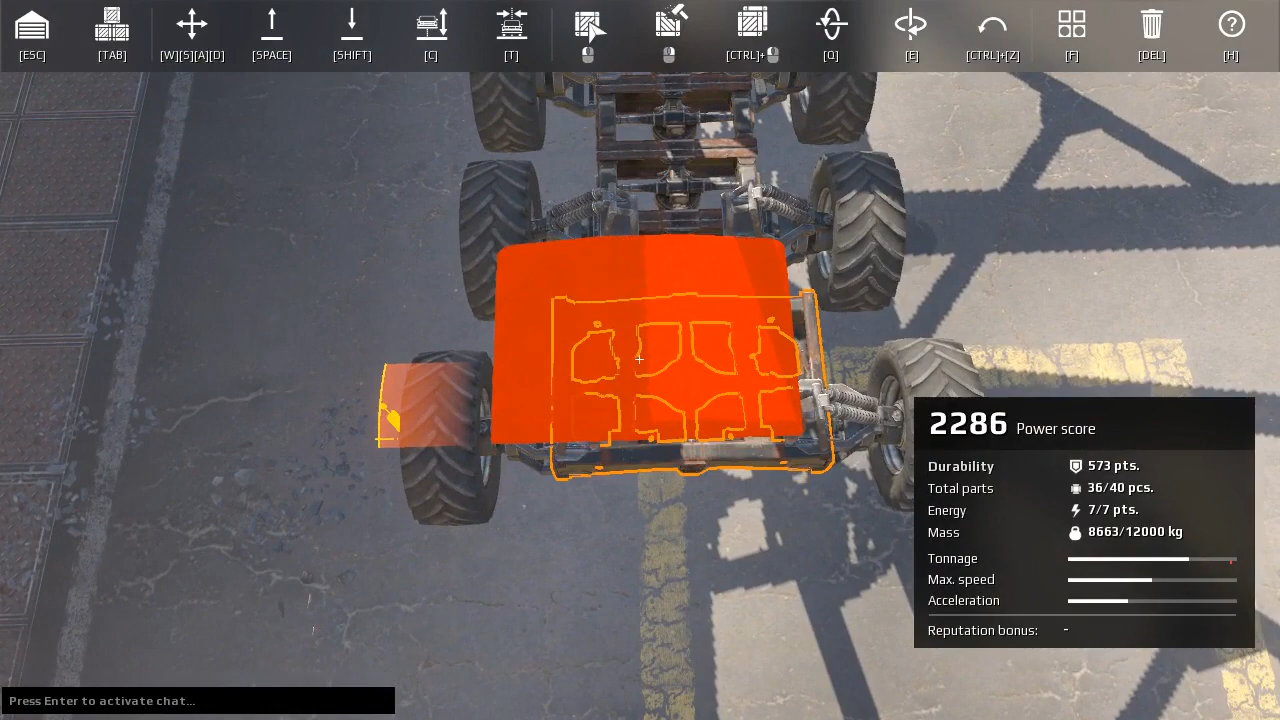 [ESC] [TAB] [W][S][A][D] [SPACE] [SHIFT] [C] [T] [CTRL]+ [Q] [E] [CTRL]+[Z] [F] [DEL] [H]
2286 Power score
Durability 573 pts.
Total parts 36/40 pcs.
Energy 7/7 pts.
Mass 8663/12000 kg
Tonnage
Max. speed
Acceleration
Reputation bonus: -
Press Enter to activate chat...